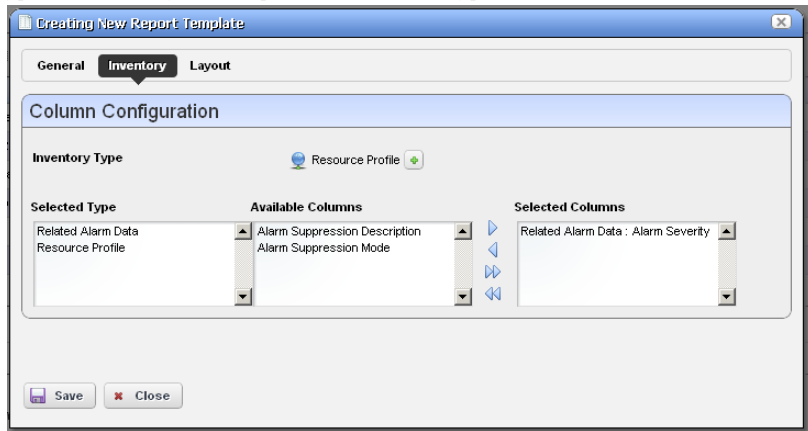 Creating New Report Template
General Inventory Layout
Column Configuration
Inventory Type Resource Profile
Selected Type Available Columns Selected Columns
Related Alarm Data Alarm Suppression Description Related Alarm Data : Alarm Severity
Resource Profile Alarm Suppression Mode
Save Close